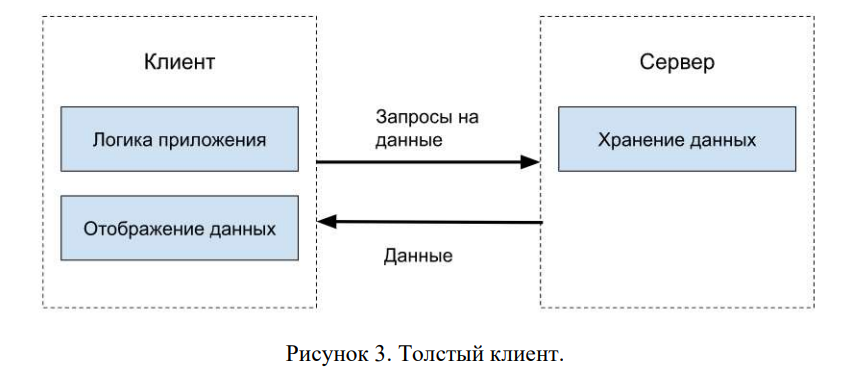 Клиент
Логика приложения
Отображение данных
Запросы на
данные
Данные
Сервер
Хранение данных
Рисунок 3. Толстый клиент.